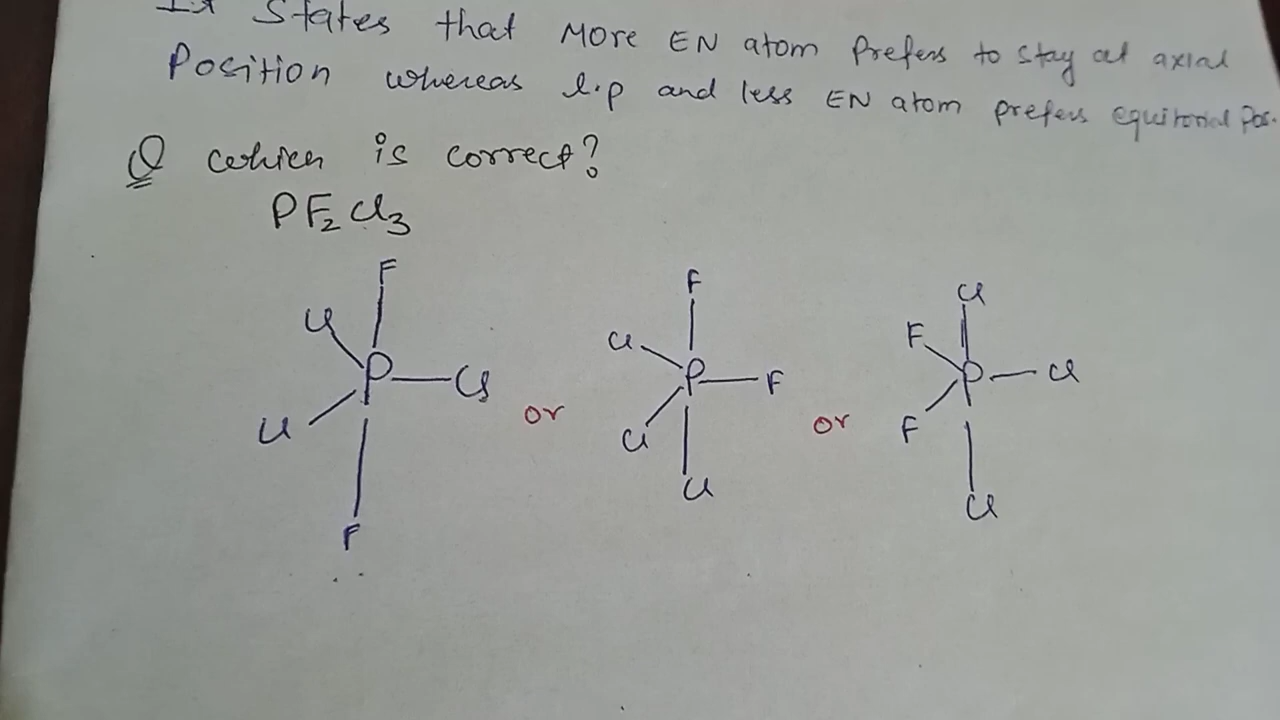 It States that More EN atom Prefers to stay at axial
Position whereas l.p and less EN atom prefers equitorial Pos.
Q which is correct?
PF2Cl3
F
Cl
P Cl
Cl
F
or
F
Cl
P F
Cl
Cl
or
Cl
F
P Cl
F
Cl